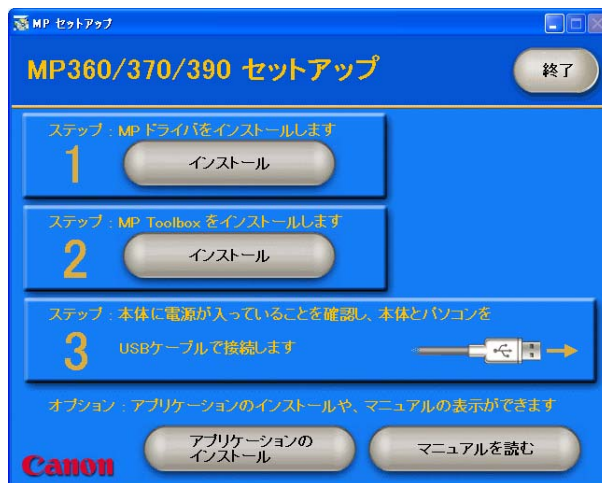 MP セットアップ
MP360/370/390 セットアップ
終了
ステップ : MP ドライバをインストールします
1
インストール
ステップ : MP Toolbox をインストールします
2
インストール
ステップ : 本体に電源が入っていることを確認し、本体とパソコンを
3
USBケーブルで接続します
オプション : アプリケーションのインストールや、マニュアルの表示ができます
アプリケーションの
インストール
マニュアルを読む
Canon